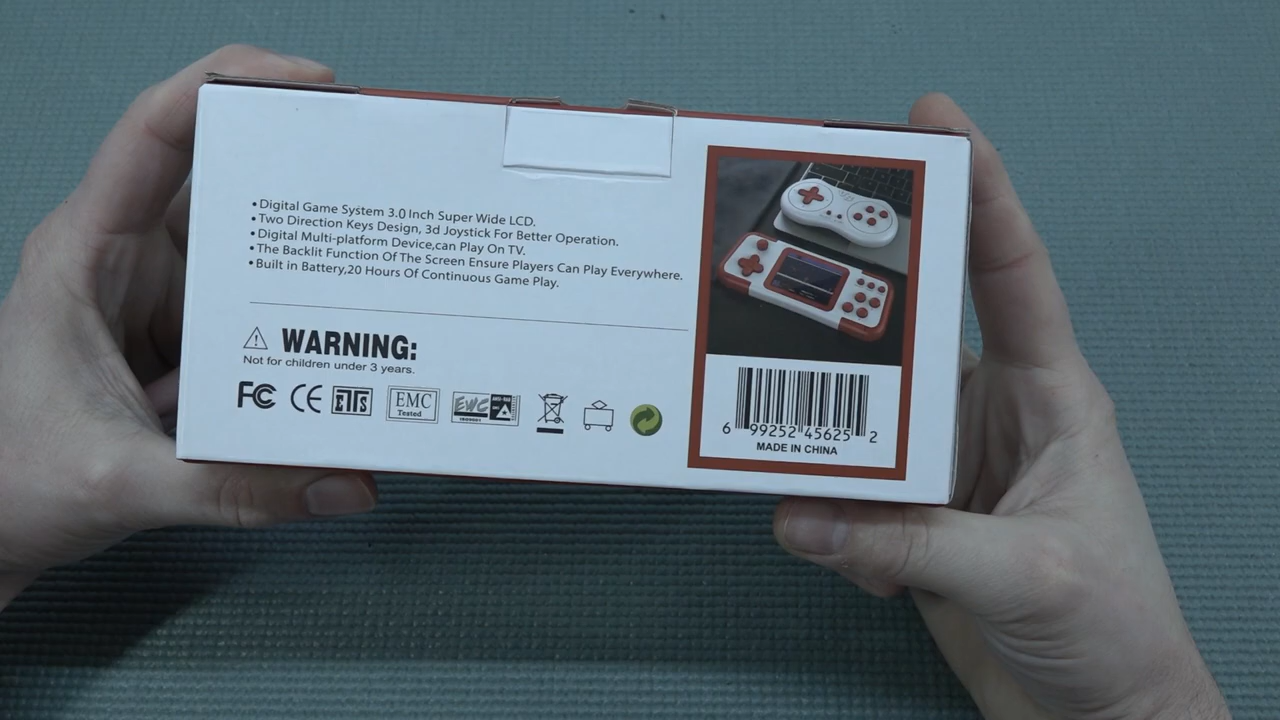 •Digital Game System 3.0 Inch Super Wide LCD.
•Two Direction Keys Design, 3d Joystick For Better Operation.
•Digital Multi-platform Device,can Play On TV.
•The Backlit Function Of The Screen Ensure Players Can Play Everywhere.
•Built in Battery,20 Hours Of Continuous Game Play.
WARNING:
Not for children under 3 years.
FC CE ETS EMC
Tested
EWC
6 99252 45625 2
MADE IN CHINA